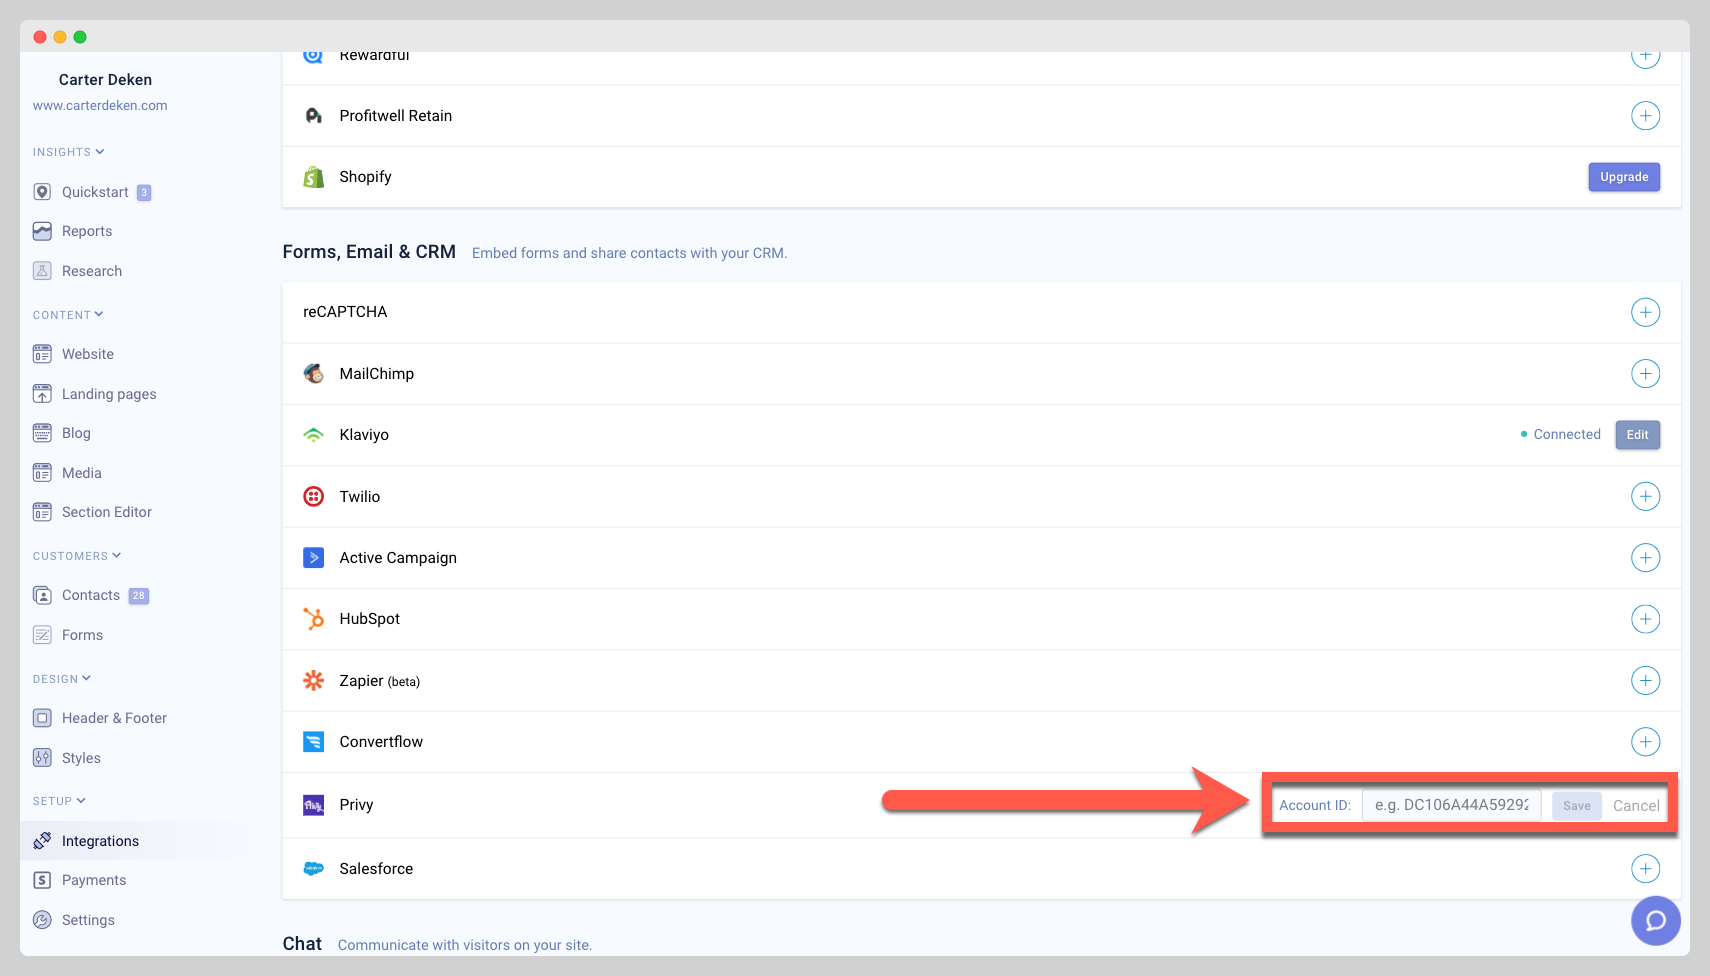 Carter Deken
www.carterdeken.com
INSIGHTS
Quickstart 3
Reports
Research
CONTENT
Website
Landing pages
Blog
Media
Section Editor
CUSTOMERS
Contacts 28
Forms
DESIGN
Header & Footer
Styles
SETUP
Integrations
Payments
Settings
Rewardful
Profitwell Retain
Shopify Upgrade
Forms, Email & CRM Embed forms and share contacts with your CRM.
reCAPTCHA
MailChimp
Klaviyo Connected Edit
Twilio
Active Campaign
HubSpot
Zapier (beta)
Convertflow
Privy Account ID: e.g. DC106A44A59292 Save Cancel
Salesforce
Chat Communicate with visitors on your site.